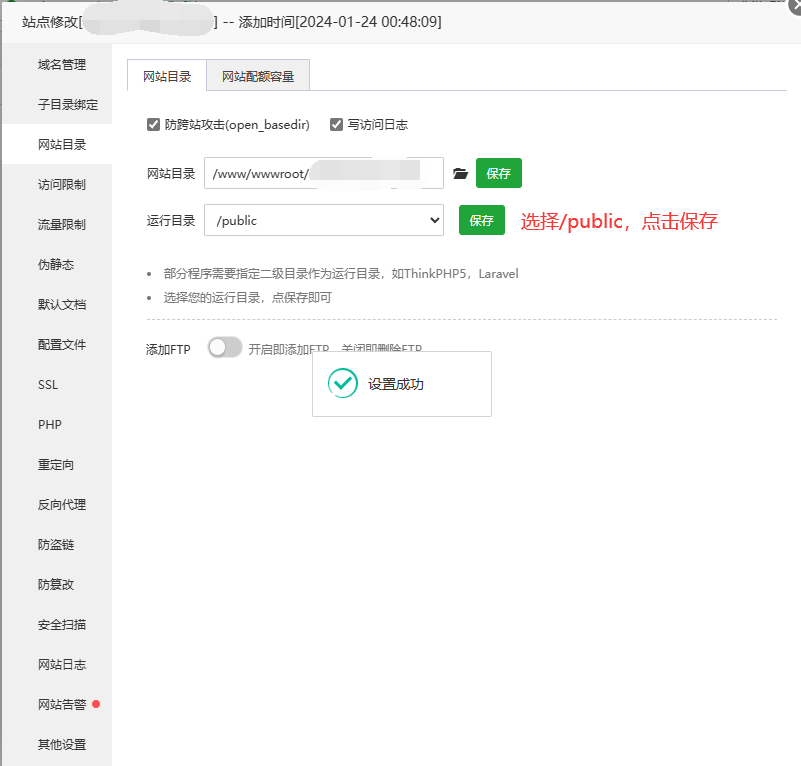 站点修改[
] -- 添加时间[2024-01-24 00:48:09]
域名管理
子目录绑定
网站目录
访问限制
流量限制
伪静态
默认文档
配置文件
SSL
PHP
重定向
反向代理
防盗链
防篡改
安全扫描
网站日志
网站告警
其他设置
网站目录
网站配额容量
防跨站攻击(open_basedir)
写访问日志
网站目录
/www/wwwroot/
保存
运行目录
/public
保存
选择/public，点击保存
部分程序需要指定二级目录作为运行目录，如ThinkPHP5，Laravel
选择您的运行目录，点保存即可
添加FTP
开启即添加FTP，关闭即删除FTP
设置成功